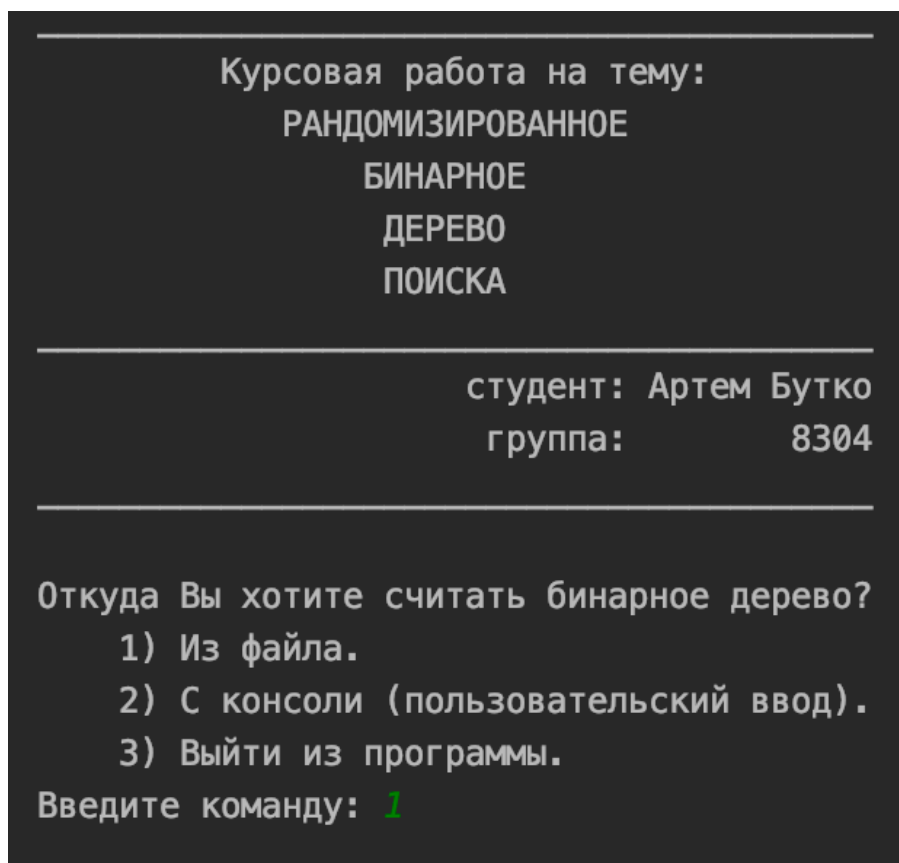 Курсовая работа на тему:
РАНДОМИЗИРОВАННОЕ
БИНАРНОЕ
ДЕРЕВО
ПОИСКА
студент: Артем Бутко
группа: 8304
Откуда Вы хотите считать бинарное дерево?
1) Из файла.
2) С консоли (пользовательский ввод).
3) Выйти из программы.
Введите команду: 1